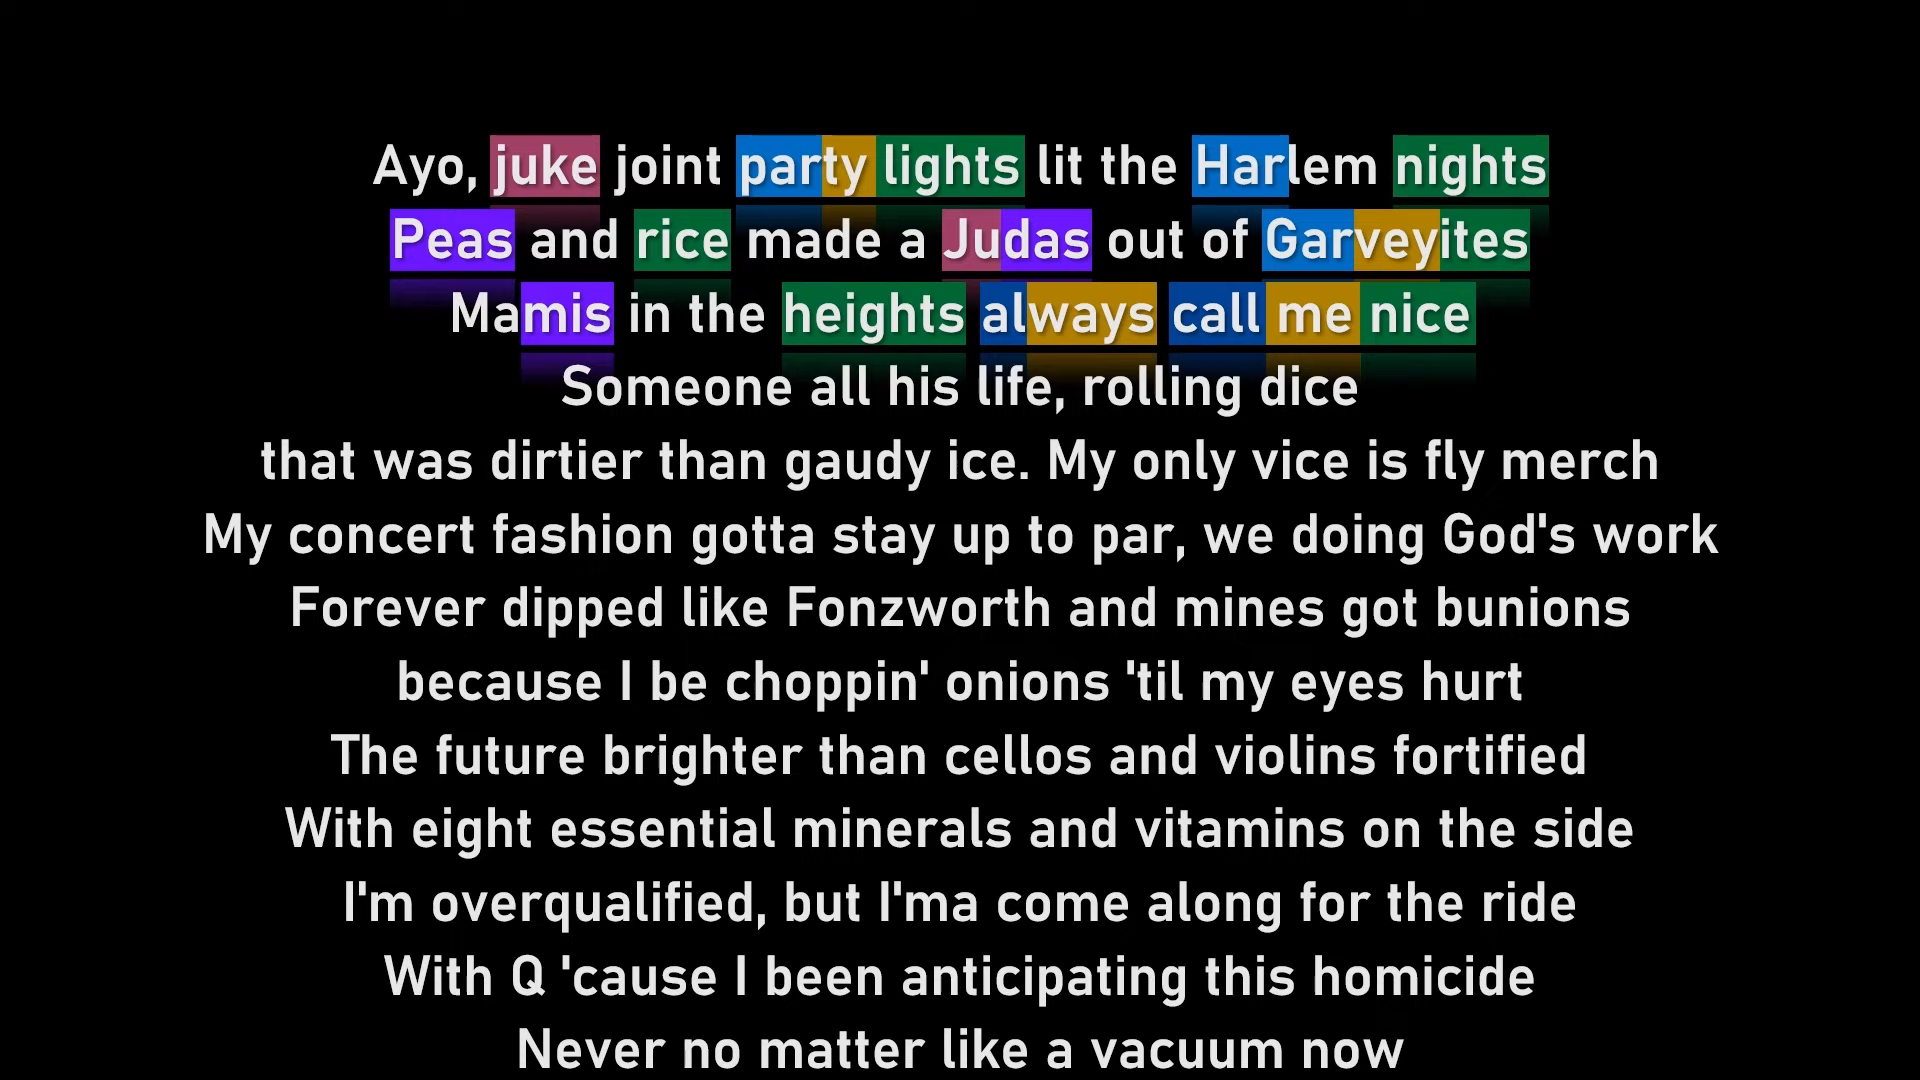 Ayo, juke joint party lights lit the Harlem nights
Peas and rice made a Judas out of Garveyites
Mamis in the heights always call me nice
Someone all his life, rolling dice
that was dirtier than gaudy ice. My only vice is fly merch
My concert fashion gotta stay up to par, we doing God's work
Forever dipped like Fonzworth and mines got bunions
because I be choppin' onions 'til my eyes hurt
The future brighter than cellos and violins fortified
With eight essential minerals and vitamins on the side
I'm overqualified, but I'ma come along for the ride
With Q 'cause I been anticipating this homicide
Never no matter like a vacuum now